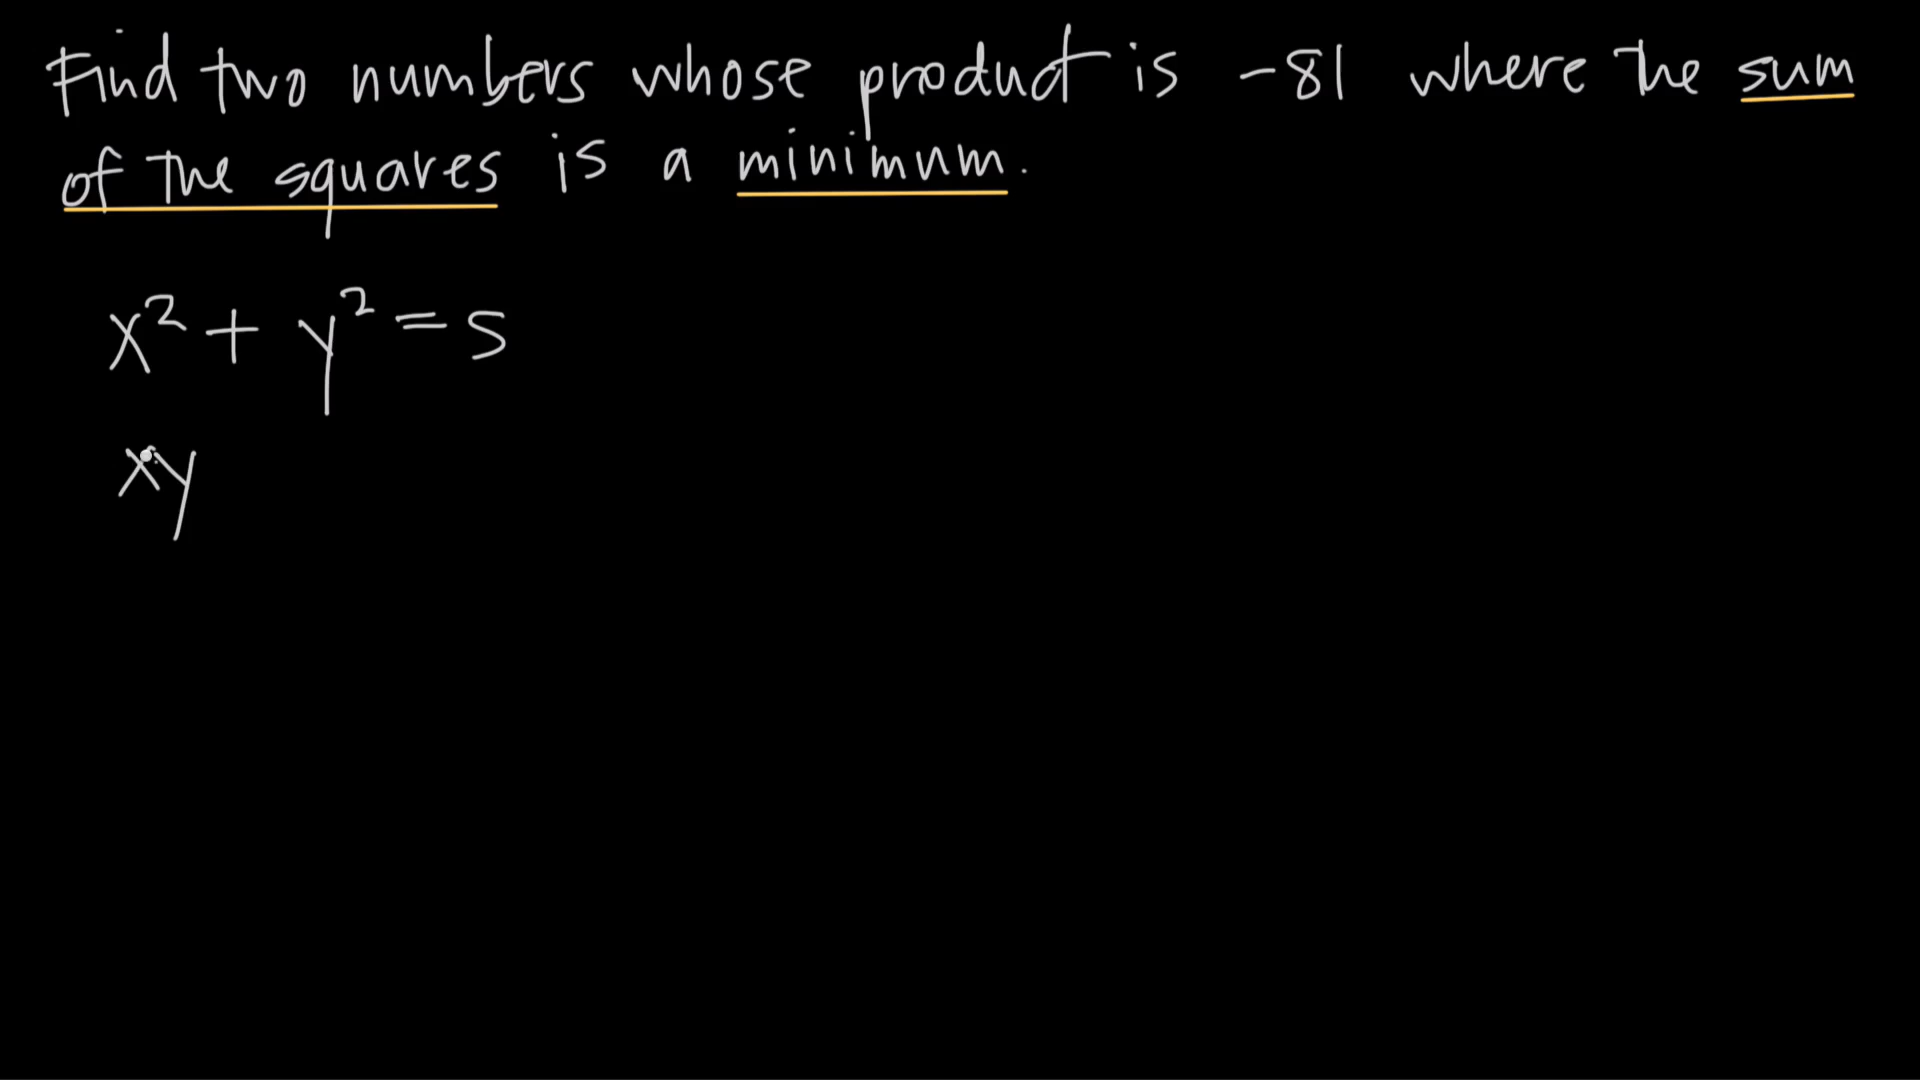 Find two numbers whose product is -81 where the sum
of the squares is a minimum.
x² + y² = s
xy